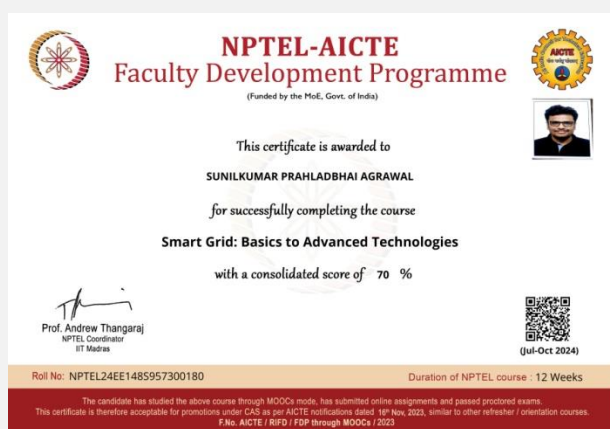 NPTEL-AICTE
Faculty Development Programme
(Funded by the MoE, Govt. of India)
AICTE
This certificate is awarded to
SUNILKUMAR PRAHLADBHAI AGRAWAL
for successfully completing the course
Smart Grid: Basics to Advanced Technologies
with a consolidated score of 70 %
Prof. Andrew Thangaraj
NPTEL Coordinator
IIT Madras
(Jul-Oct 2024)
Roll No: NPTEL24EE148S957300180
Duration of NPTEL course : 12 Weeks
The candidate has studied the above course through MOOCs mode, has submitted online assignments and passed proctored exams.
This certificate is therefore acceptable for promotions under CAS as per AICTE notifications dated 16th Nov, 2023, similar to other refresher / orientation courses.
F.No. AICTE / RIFD / FDP through MOOCs / 2023